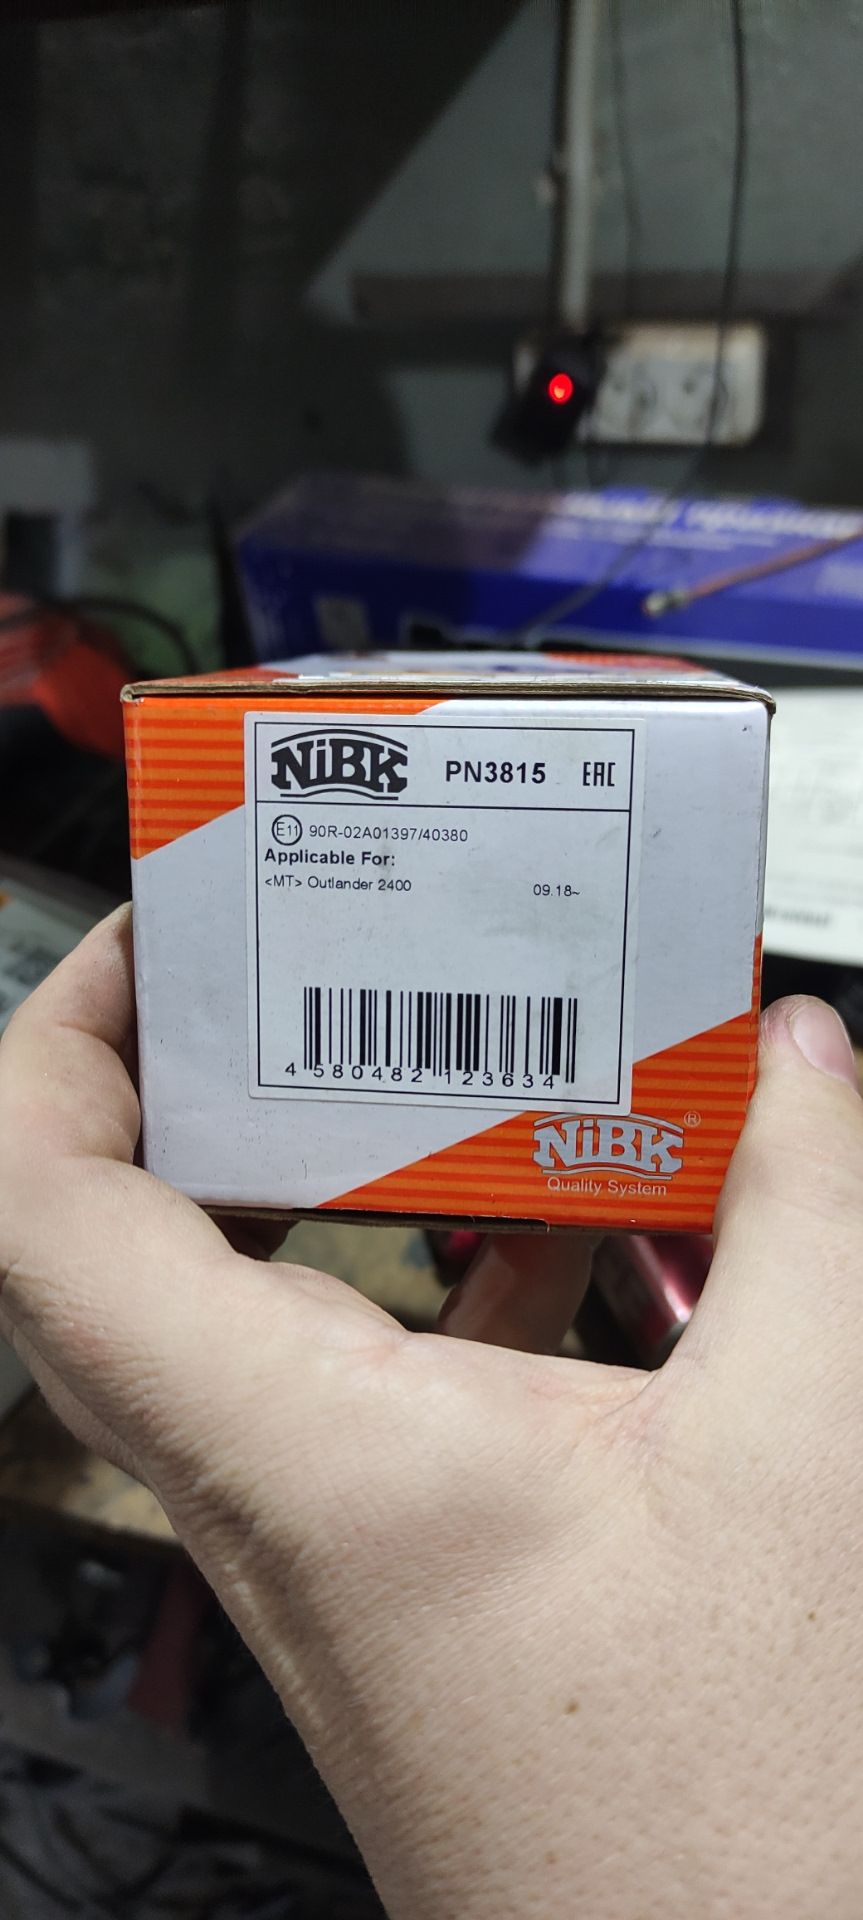 NiBK PN3815 EAC
E11 90R-02A01397/40380
Applicable For:
<MT> Outlander 2400 09.18~
4 580482 123634
NiBK ®
Quality System